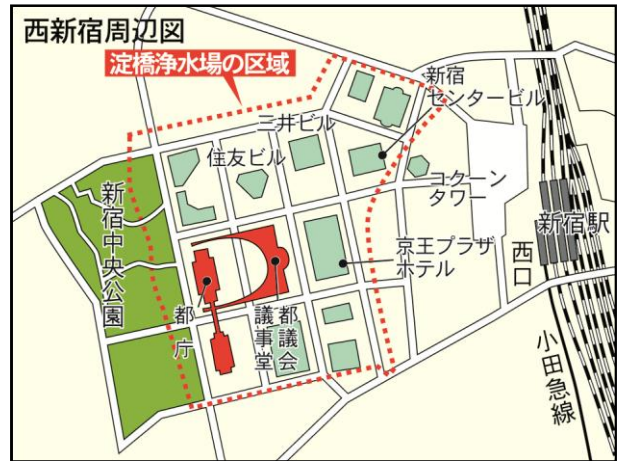 西新宿周辺図
淀橋浄水場の区域
新宿
センタービル
三井ビル
住友ビル
コクーン
タワー
新宿中央公園
新宿駅
京王プラザ
ホテル
西口
都庁
都議会
議事堂
小田急線